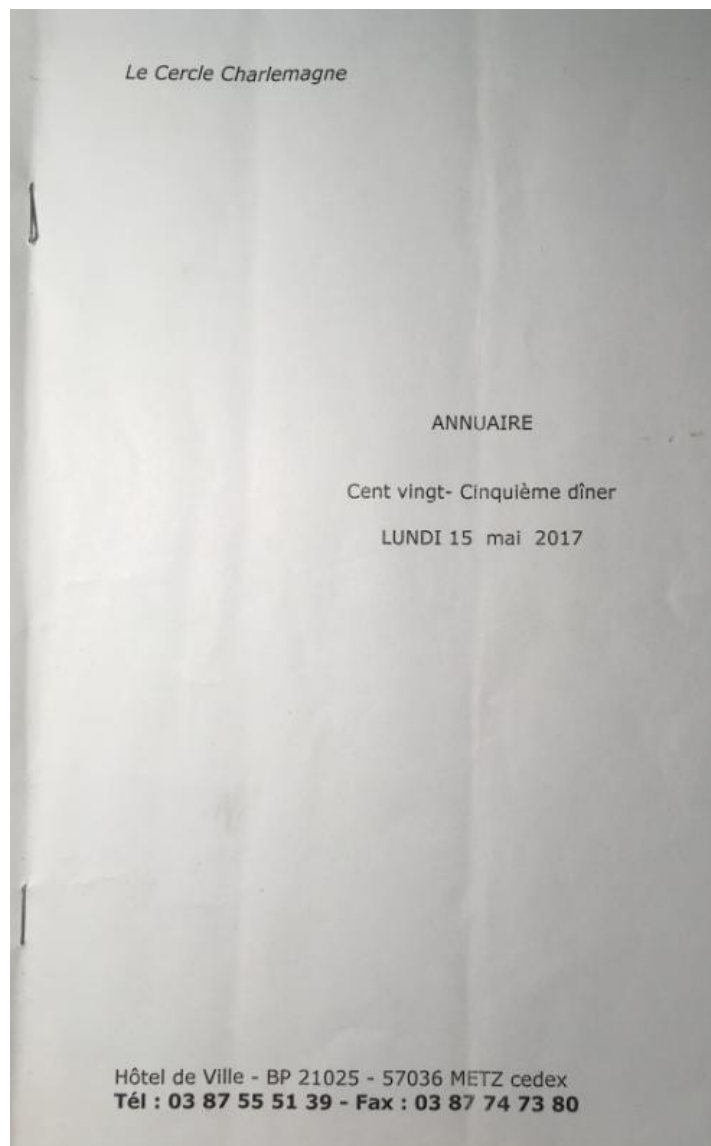 Le Cercle Charlemagne
ANNUAIRE
Cent vingt- Cinquième dîner
LUNDI 15 mai 2017
Hôtel de Ville - BP 21025 - 57036 METZ cedex
Tél : 03 87 55 51 39 - Fax : 03 87 74 73 80